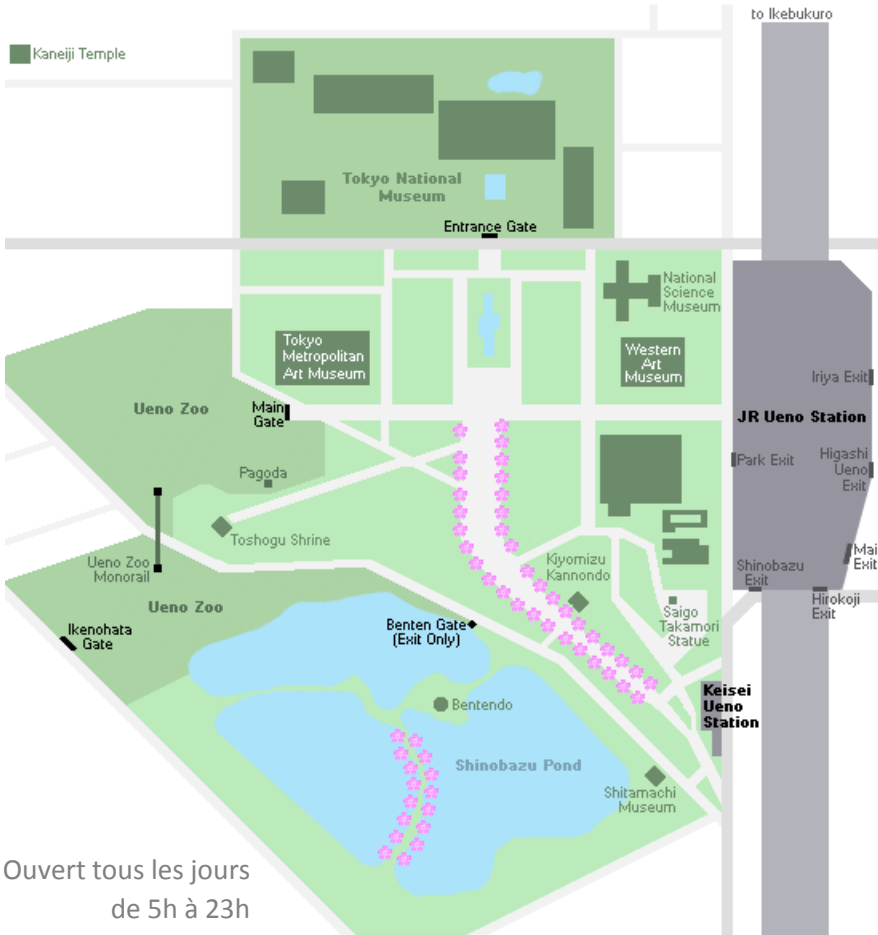 to Ikebukuro
Kaneiji Temple
Tokyo National
Museum
Entrance Gate
National
Science
Museum
Tokyo
Metropolitan
Art Museum
Western
Art
Museum
Iriya Exit
Ueno Zoo
Main
Gate
JR Ueno Station
Park Exit
Higashi
Ueno
Exit
Pagoda
Toshogu Shrine
Ueno Zoo
Monorail
Kiyomizu
Kannondo
Shinobazu
Exit
Mai
Exit
Hirokoji
Exit
Ueno Zoo
Ikenohata
Gate
Benten Gate
(Exit Only)
Saigo
Takamori
Statue
Bentendo
Keisei
Ueno
Station
Shinobazu Pond
Shitamachi
Museum
Ouvert tous les jours
de 5h à 23h